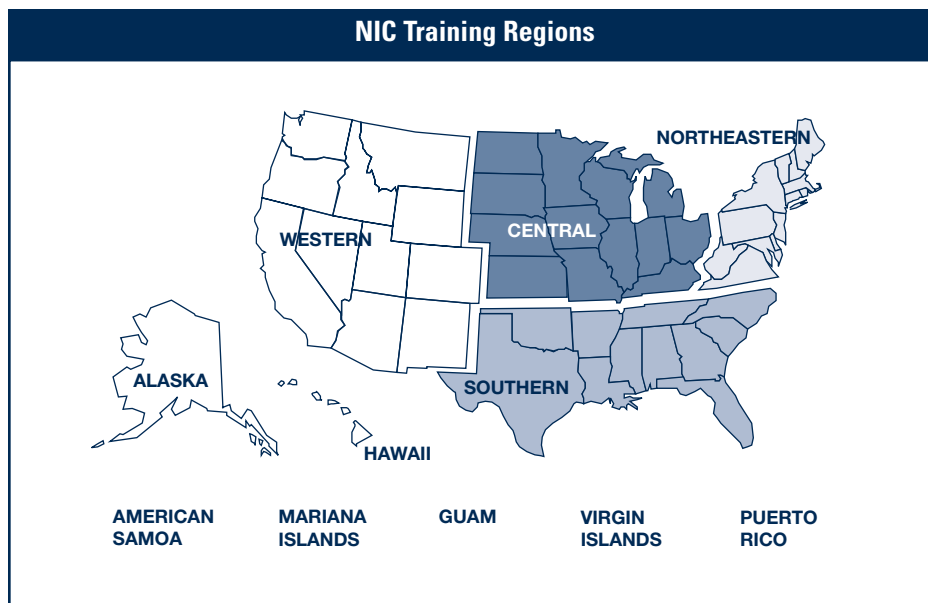 NIC Training Regions
NORTHEASTERN
CENTRAL
WESTERN
ALASKA
SOUTHERN
HAWAII
AMERICAN
SAMOA
MARIANA
ISLANDS
GUAM
VIRGIN
ISLANDS
PUERTO
RICO